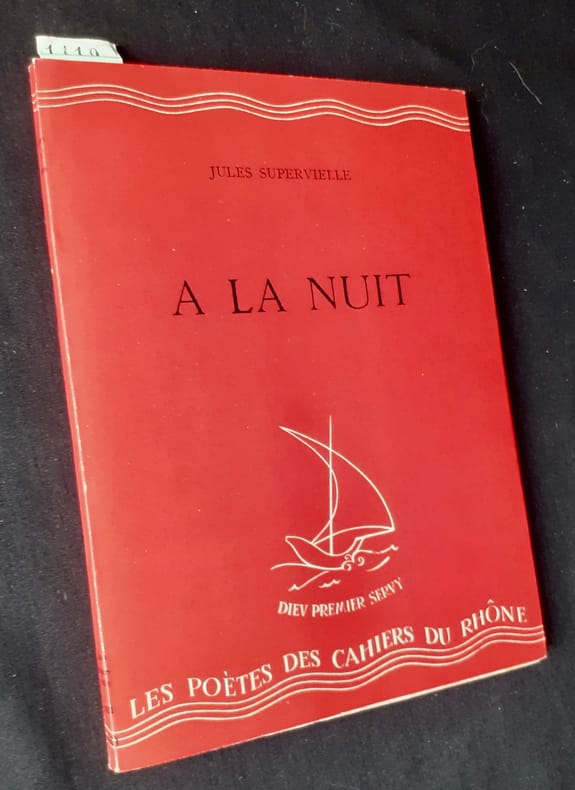 JULES SUPERVIELLE
A LA NUIT
DIEV PREMIER SERVY
LES POÈTES DES CAHIERS DU RHÔNE